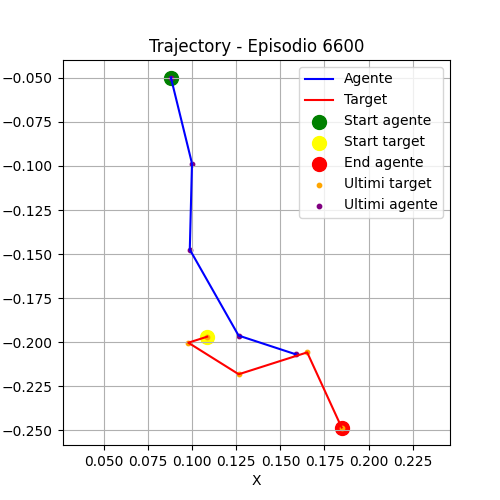 Trajectory - Episodio 6600
Agente
Target
Start agente
Start target
End agente
Ultimi target
Ultimi agente
−0.050
−0.075
−0.100
−0.125
−0.150
−0.175
−0.200
−0.225
−0.250
0.050 0.075 0.100 0.125 0.150 0.175 0.200 0.225
X